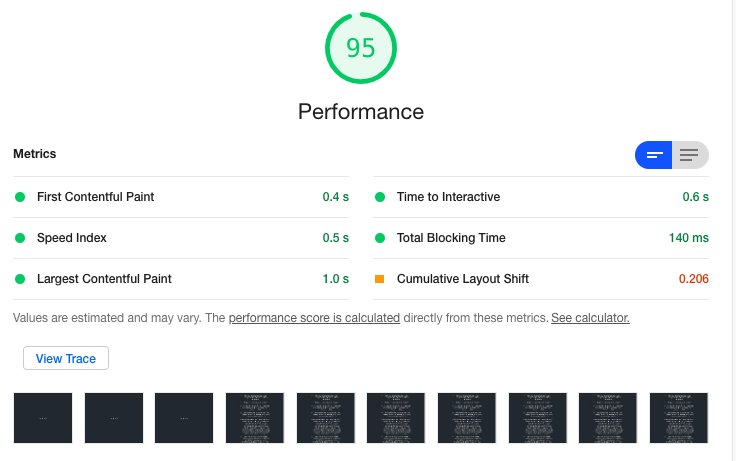 95
Performance
Metrics
First Contentful Paint 0.4 s
Time to Interactive 0.6 s
Speed Index 0.5 s
Total Blocking Time 140 ms
Largest Contentful Paint 1.0 s
Cumulative Layout Shift 0.206
Values are estimated and may vary. The performance score is calculated directly from these metrics. See calculator.
View Trace